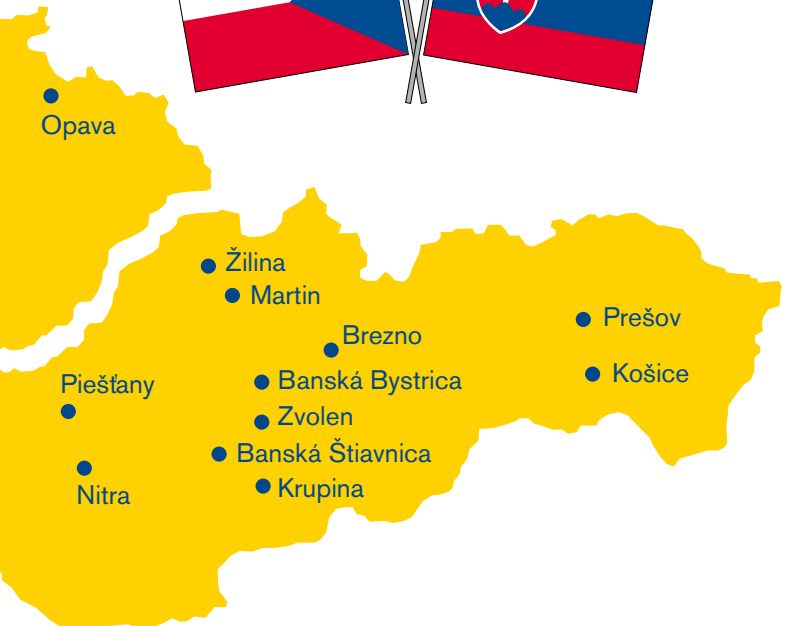 Opava
Žilina
Martin
Prešov
Brezno
Košice
Banská Bystrica
Piešťany
Zvolen
Banská Štiavnica
Krupina
Nitra